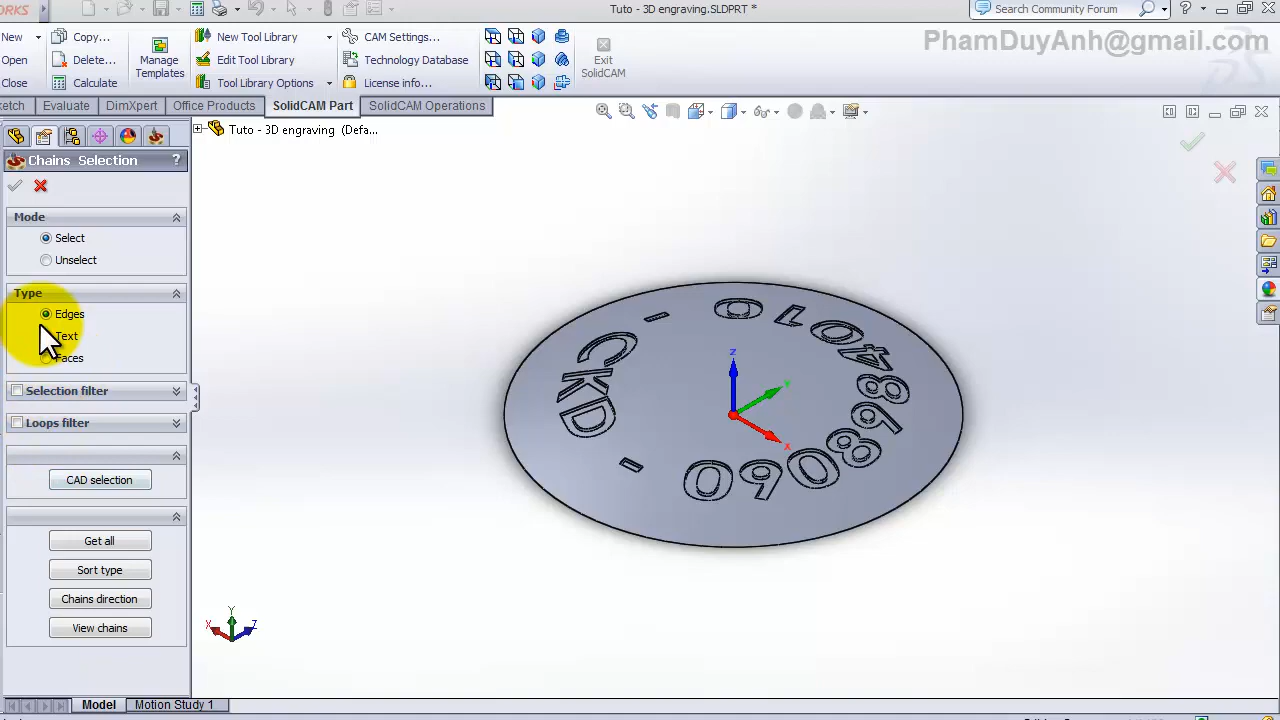 ORKS
Tuto - 3D engraving.SLDPRT *
Search Community Forum
PhamDuyAnh@gmail.com
New
Open
Close
Copy...
Delete...
Calculate
Manage
Templates
New Tool Library
Edit Tool Library
Tool Library Options
CAM Settings...
Technology Database
License info...
Exit
SolidCAM
ketch
Evaluate
DimXpert
Office Products
SolidCAM Part
SolidCAM Operations
Tuto - 3D engraving (Defa...
Chains Selection
?
Mode
Select
Unselect
Type
Edges
Text
Faces
Selection filter
Loops filter
CAD selection
Get all
Sort type
Chains direction
View chains
CKD - 0104898060 -
Z
Y
X
Y
X
Z
Model
Motion Study 1